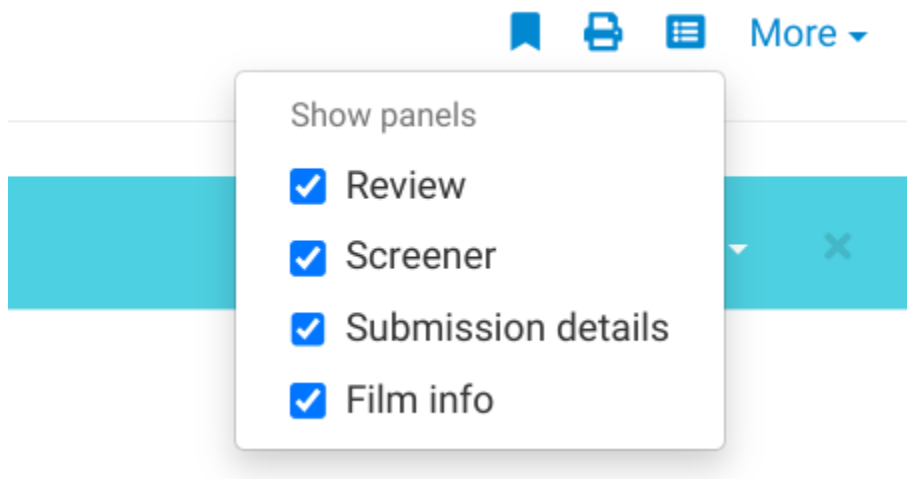 More
Show panels
Review
Screener
Submission details
Film info